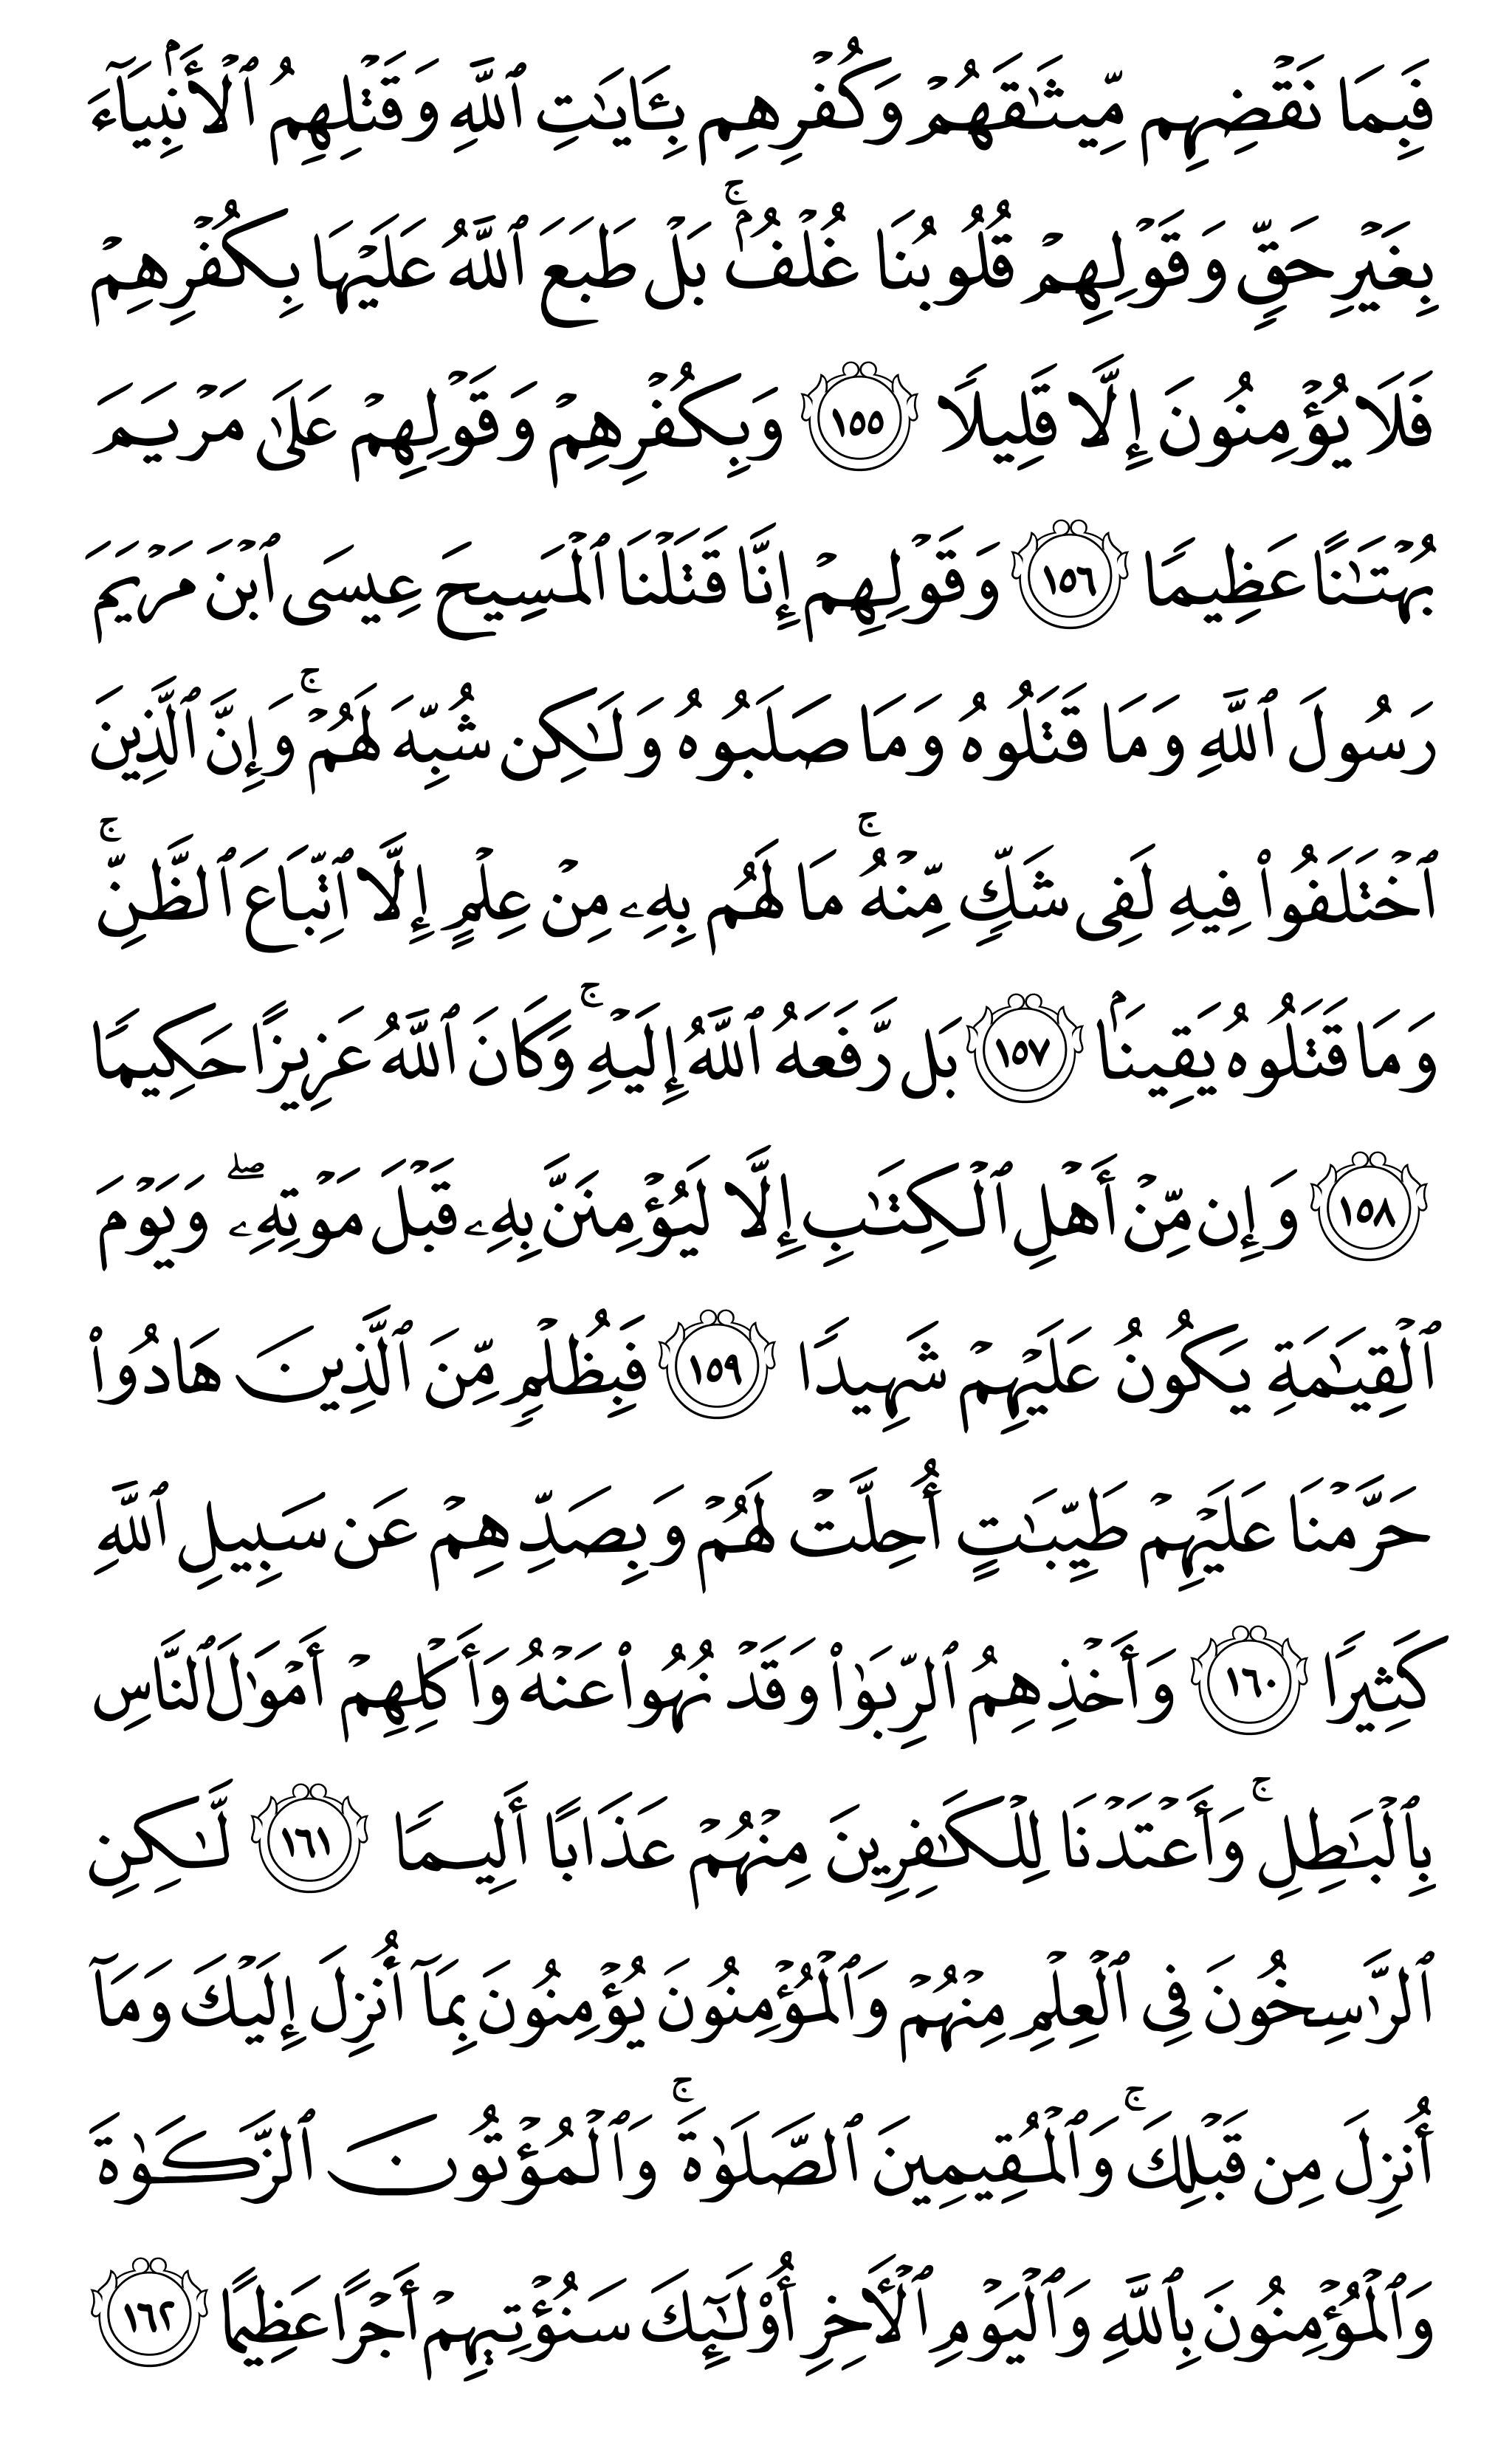 فَبِمَا نَقۡضِهِم مِّيثَٰقَهُمۡ وَكُفۡرِهِم بِـَٔايَٰتِ ٱللَّهِ وَقَتۡلِهِمُ ٱلۡأَنۢبِيَآءَ
بِغَيۡرِ حَقّٖ وَقَوۡلِهِمۡ قُلُوبُنَا غُلۡفُۢۚ بَلۡ طَبَعَ ٱللَّهُ عَلَيۡهَا بِكُفۡرِهِمۡ
فَلَا يُؤۡمِنُونَ إِلَّا قَلِيلٗا ١٥٥ وَبِكُفۡرِهِمۡ وَقَوۡلِهِمۡ عَلَىٰ مَرۡيَمَ
بُهۡتَٰنًا عَظِيمٗا ١٥٦ وَقَوۡلِهِمۡ إِنَّا قَتَلۡنَا ٱلۡمَسِيحَ عِيسَى ٱبۡنَ مَرۡيَمَ
رَسُولَ ٱللَّهِ وَمَا قَتَلُوهُ وَمَا صَلَبُوهُ وَلَٰكِن شُبِّهَ لَهُمۡۚ وَإِنَّ ٱلَّذِينَ
ٱخۡتَلَفُواْ فِيهِ لَفِي شَكّٖ مِّنۡهُۚ مَا لَهُم بِهِۦ مِنۡ عِلۡمٍ إِلَّا ٱتِّبَاعَ ٱلظَّنِّۚ
وَمَا قَتَلُوهُ يَقِينَۢا ١٥٧ بَل رَّفَعَهُ ٱللَّهُ إِلَيۡهِۚ وَكَانَ ٱللَّهُ عَزِيزًا حَكِيمٗا
١٥٨ وَإِن مِّنۡ أَهۡلِ ٱلۡكِتَٰبِ إِلَّا لَيُؤۡمِنَنَّ بِهِۦ قَبۡلَ مَوۡتِهِۦۖ وَيَوۡمَ
ٱلۡقِيَٰمَةِ يَكُونُ عَلَيۡهِمۡ شَهِيدٗا ١٥٩ فَبِظُلۡمٖ مِّنَ ٱلَّذِينَ هَادُواْ
حَرَّمۡنَا عَلَيۡهِمۡ طَيِّبَٰتٍ أُحِلَّتۡ لَهُمۡ وَبِصَدِّهِمۡ عَن سَبِيلِ ٱللَّهِ
كَثِيرٗا ١٦٠ وَأَخۡذِهِمُ ٱلرِّبَوٰاْ وَقَدۡ نُهُواْ عَنۡهُ وَأَكۡلِهِمۡ أَمۡوَٰلَ ٱلنَّاسِ
بِٱلۡبَٰطِلِۚ وَأَعۡتَدۡنَا لِلۡكَٰفِرِينَ مِنۡهُمۡ عَذَابًا أَلِيمٗا ١٦١ لَّٰكِنِ
ٱلرَّٰسِخُونَ فِي ٱلۡعِلۡمِ مِنۡهُمۡ وَٱلۡمُؤۡمِنُونَ يُؤۡمِنُونَ بِمَآ أُنزِلَ إِلَيۡكَ وَمَآ
أُنزِلَ مِن قَبۡلِكَۚ وَٱلۡمُقِيمِينَ ٱلصَّلَوٰةَۚ وَٱلۡمُؤۡتُونَ ٱلزَّكَوٰةَ
وَٱلۡمُؤۡمِنُونَ بِٱللَّهِ وَٱلۡيَوۡمِ ٱلۡأٓخِرِ أُوْلَٰٓئِكَ سَنُؤۡتِيهِمۡ أَجۡرًا عَظِيمًا ١٦٢